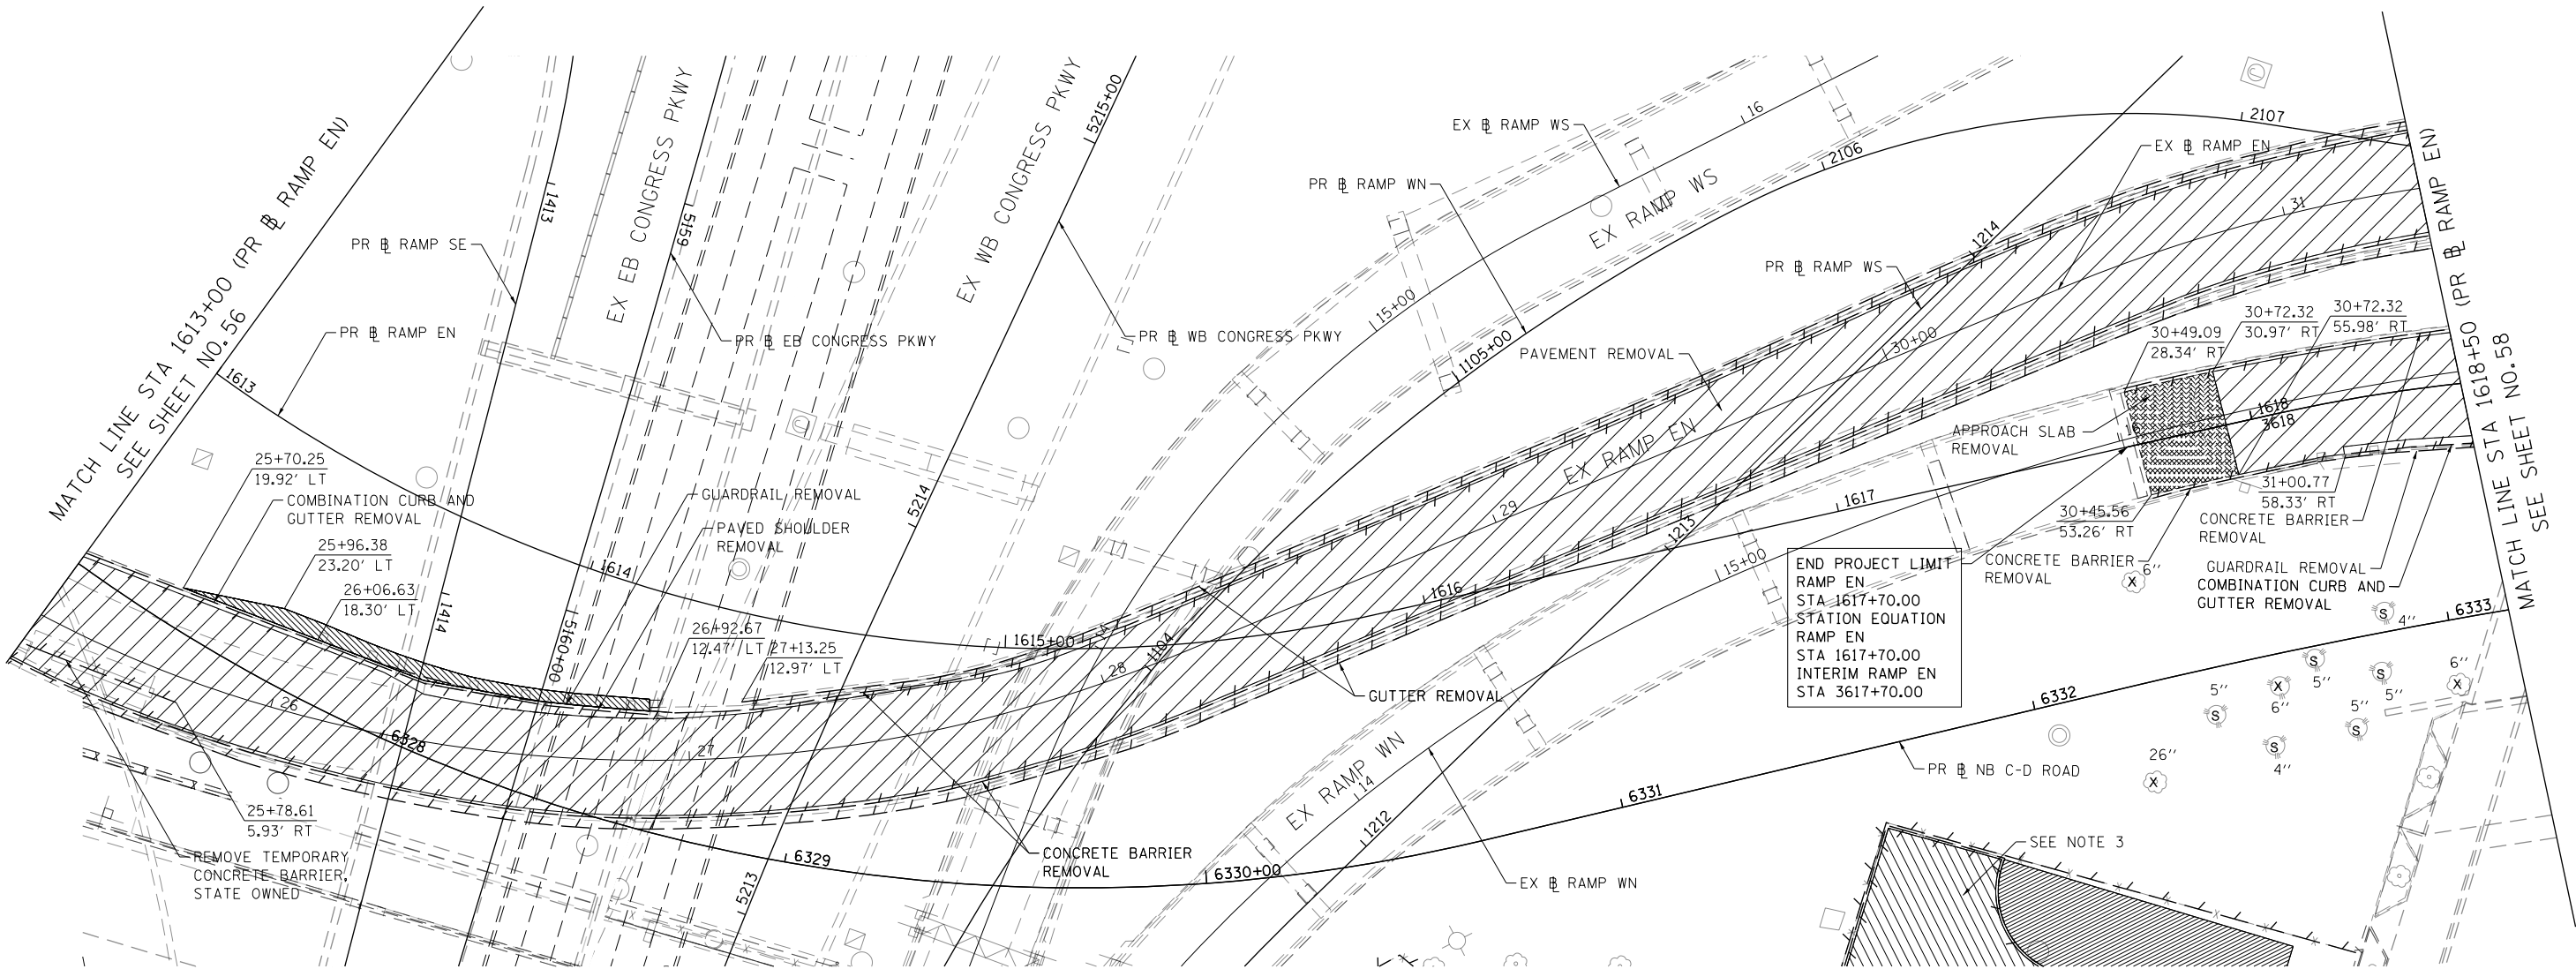 MATCH LINE STA 1613+00 (PR ⅊ RAMP EN)
SEE SHEET NO.56
PR ⅊ RAMP SE
PR ⅊ RAMP EN
1613
1413
EX EB CONGRESS PKWY
5159
PR ⅊ EB CONGRESS PKWY
EX WB CONGRESS PKWY
5215+00
PR ⅊ WB CONGRESS PKWY
25+70.25
19.92' LT
COMBINATION CURB AND
GUTTER REMOVAL
25+96.38
23.20' LT
26+06.63
18.30' LT
1414
GUARDRAIL REMOVAL
PAVED SHOULDER
REMOVAL
5214
1614
5160+00
26+92.67
12.47' LT
27+13.25
12.97' LT
1615+00
26
6328
27
28
1104
25+78.61
5.93' RT
REMOVE TEMPORARY
CONCRETE BARRIER,
STATE OWNED
6329
5213
CONCRETE BARRIER
REMOVAL
6330+00
EX ⅊ RAMP WS
16
PR ⅊ RAMP WN
2106
2107
EX RAMP WS
EX ⅊ RAMP EN
31
1214
PR ⅊ RAMP WS
15+00
1105+00
PAVEMENT REMOVAL
30+00
EX RAMP EN
29
1616
1213
1617
15+00
GUTTER REMOVAL
EX RAMP WN
14
1212
EX ⅊ RAMP WN
6331
6332
6333
PR ⅊ NB C-D ROAD
30+49.09
28.34' RT
30+72.32
30.97' RT
30+72.32
55.98' RT
APPROACH SLAB
REMOVAL
1618
3618
31+00.77
58.33' RT
30+45.56
53.26' RT
CONCRETE BARRIER
REMOVAL
CONCRETE BARRIER
REMOVAL
GUARDRAIL REMOVAL
COMBINATION CURB AND
GUTTER REMOVAL
END PROJECT LIMIT
RAMP EN
STA 1617+70.00
STATION EQUATION
RAMP EN
STA 1617+70.00
INTERIM RAMP EN
STA 3617+70.00
X 6''
S 4''
S 5''
X 6''
S 5''
S 5''
X 6''
S 5''
S 4''
26'' X
SEE NOTE 3
MATCH LINE STA 1618+50 (PR ⅊ RAMP EN)
SEE SHEET NO.58